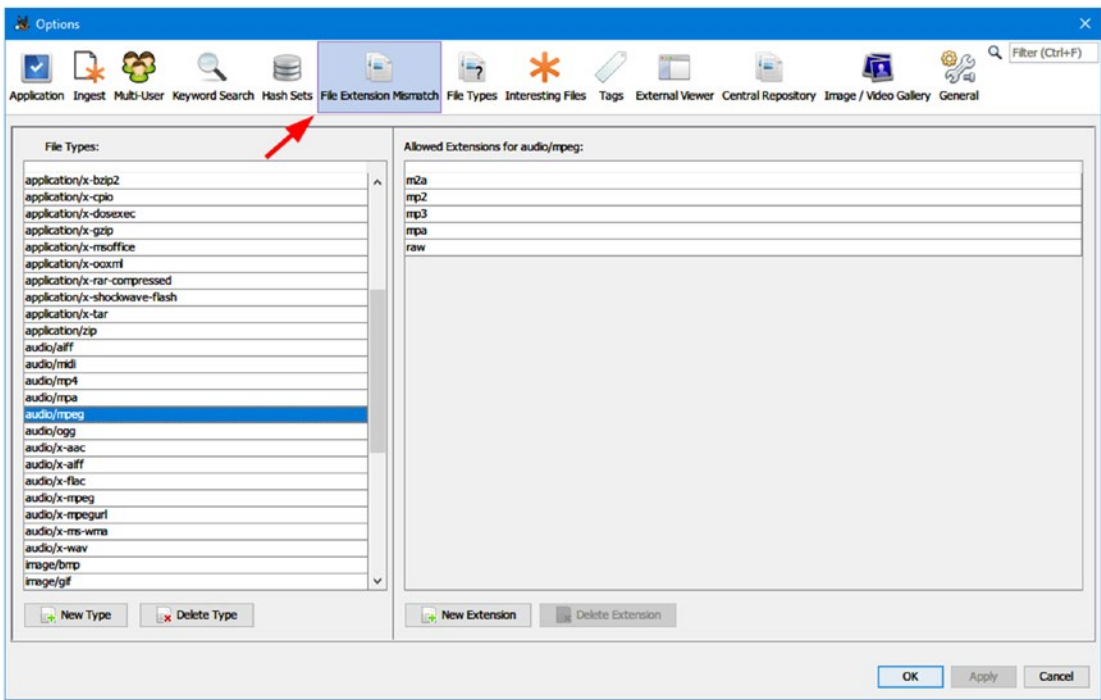 Options
Filter (Ctrl+F)
Application Ingest Multi-User Keyword Search Hash Sets File Extension Mismatch File Types Interesting Files Tags External Viewer Central Repository Image / Video Gallery General
File Types:
application/x-bzip2
application/x-cpio
application/x-dosexec
application/x-gzip
application/x-msoffice
application/x-ooxml
application/x-rar-compressed
application/x-shockwave-flash
application/x-tar
application/zip
audio/aiff
audio/midi
audio/mp4
audio/mpa
audio/mpeg
audio/ogg
audio/x-aac
audio/x-aiff
audio/x-flac
audio/x-mpeg
audio/x-mpegurl
audio/x-ms-wma
audio/x-wav
image/bmp
image/gif
New Type Delete Type
Allowed Extensions for audio/mpeg:
m2a
mp2
mp3
mpa
raw
New Extension Delete Extension
OK Apply Cancel